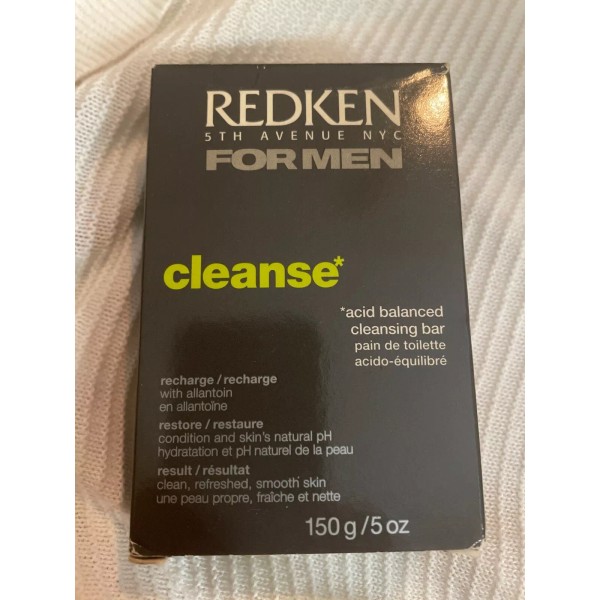 REDKEN
5TH AVENUE NYC
FOR MEN
cleanse*
*acid balanced
cleansing bar
pain de toilette
acido-équilibré
recharge / recharge
with allantoin
en allantoïne
restore / restaure
condition and skin's natural pH
hydratation et pH naturel de la peau
result / résultat
clean, refreshed, smooth skin
une peau propre, fraîche et nette
150 g / 5 oz